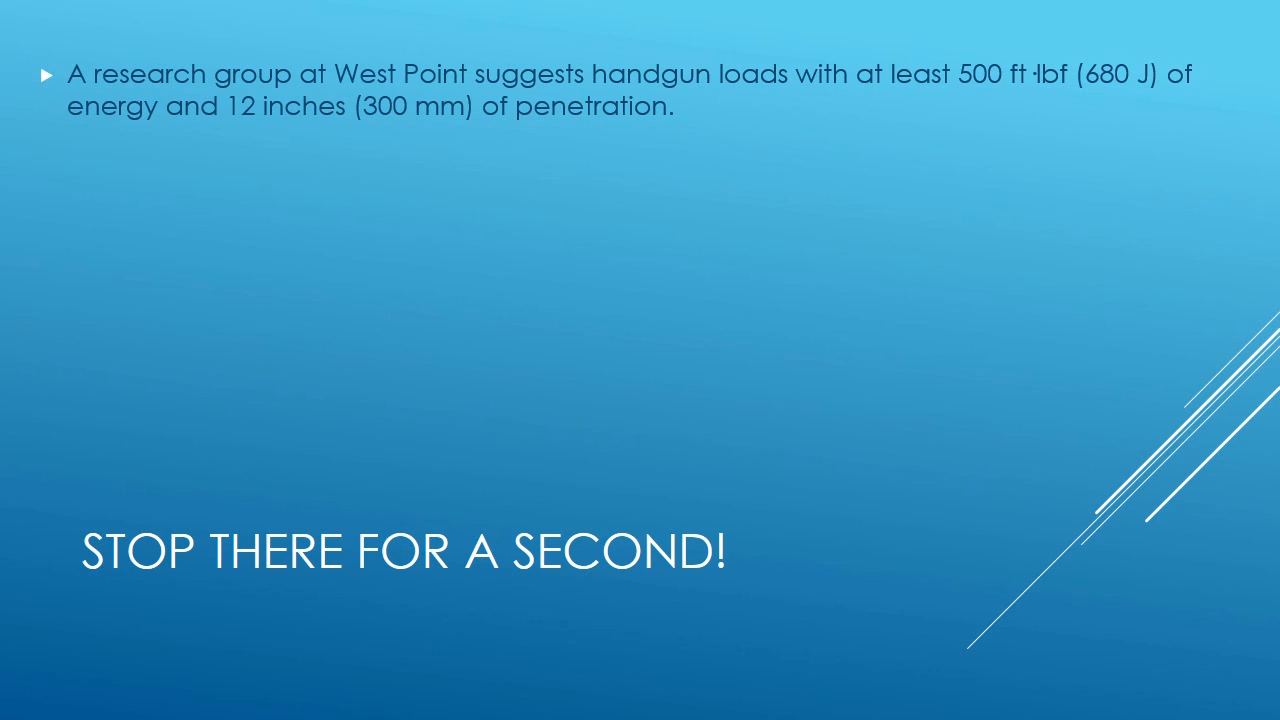 A research group at West Point suggests handgun loads with at least 500 ft·lbf (680 J) of
energy and 12 inches (300 mm) of penetration.
STOP THERE FOR A SECOND!